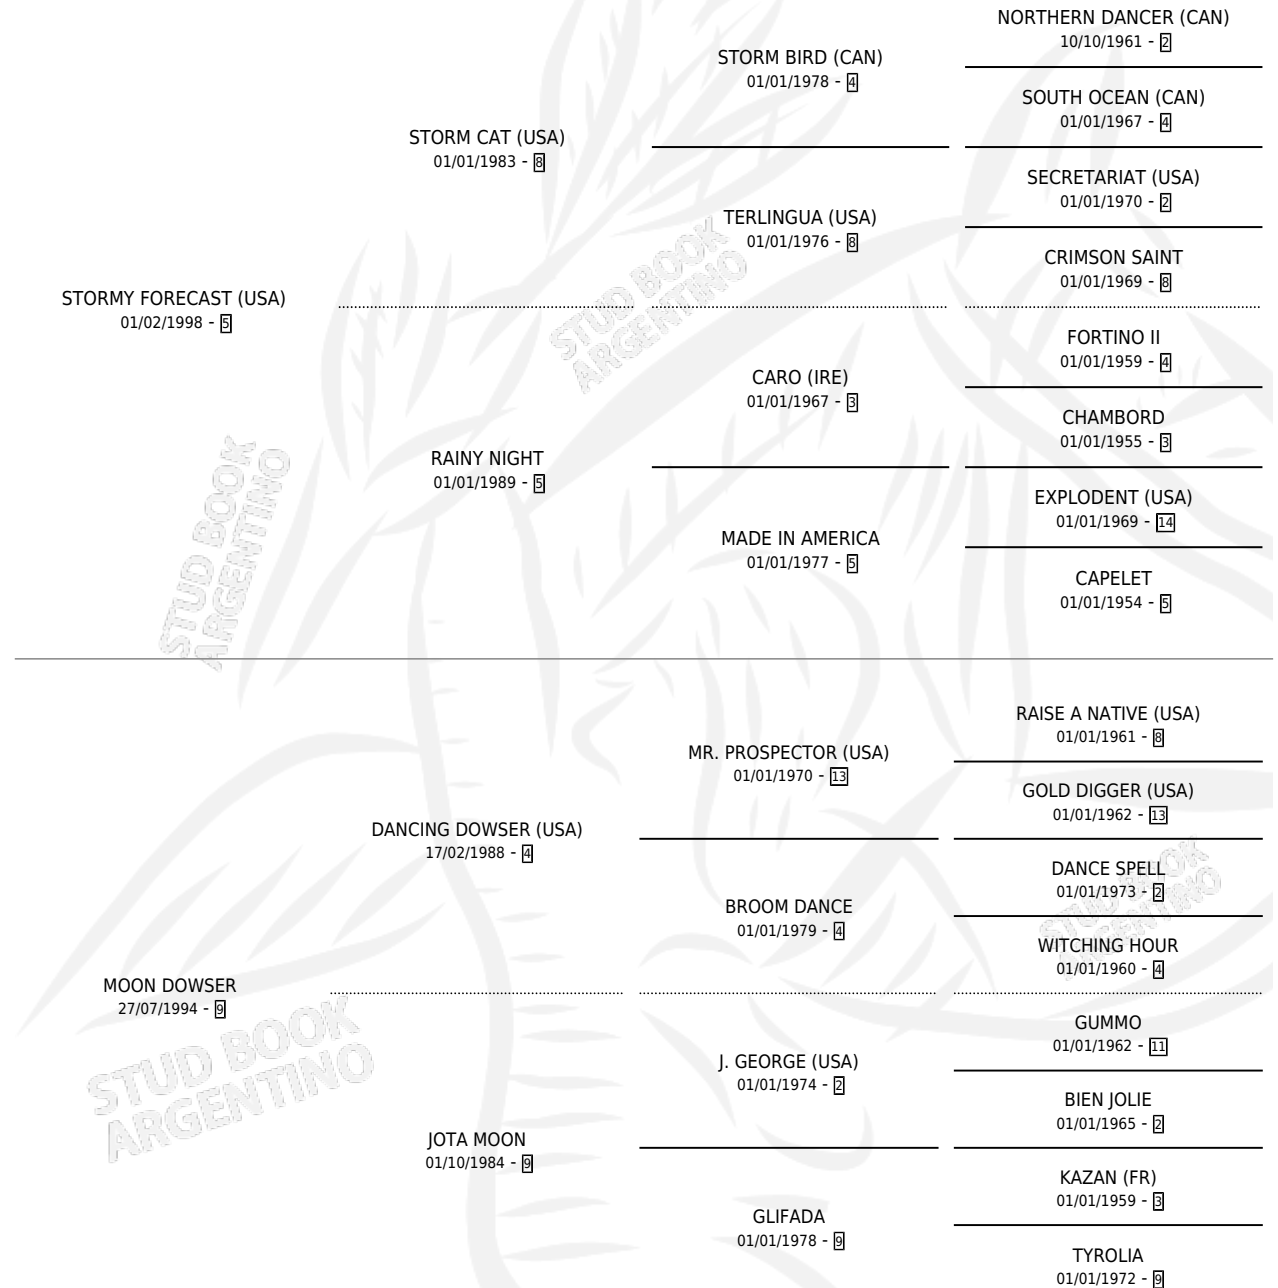 NORTHERN DANCER (CAN)
10/10/1961 - 2
STORM BIRD (CAN)
01/01/1978 - 4
SOUTH OCEAN (CAN)
01/01/1967 - 4
STORM CAT (USA)
01/01/1983 - 8
SECRETARIAT (USA)
01/01/1970 - 2
TERLINGUA (USA)
01/01/1976 - 8
CRIMSON SAINT
01/01/1969 - 8
STORMY FORECAST (USA)
01/02/1998 - 5
FORTINO II
01/01/1959 - 4
CARO (IRE)
01/01/1967 - 3
CHAMBORD
01/01/1955 - 3
RAINY NIGHT
01/01/1989 - 5
EXPLODENT (USA)
01/01/1969 - 14
MADE IN AMERICA
01/01/1977 - 5
CAPELET
01/01/1954 - 5
STUD BOOK
ARGENTINO
STUD BOOK
ARGENTINO
RAISE A NATIVE (USA)
01/01/1961 - 8
MR. PROSPECTOR (USA)
01/01/1970 - 13
GOLD DIGGER (USA)
01/01/1962 - 13
DANCING DOWSER (USA)
17/02/1988 - 4
DANCE SPELL
01/01/1973 - 2
BROOM DANCE
01/01/1979 - 4
WITCHING HOUR
01/01/1960 - 4
STUD BOOK
ARGENTINO
MOON DOWSER
27/07/1994 - 9
GUMMO
01/01/1962 - 11
J. GEORGE (USA)
01/01/1974 - 2
BIEN JOLIE
01/01/1965 - 2
JOTA MOON
01/10/1984 - 9
KAZAN (FR)
01/01/1959 - 3
GLIFADA
01/01/1978 - 9
TYROLIA
01/01/1972 - 9
STUD BOOK
ARGENTINO